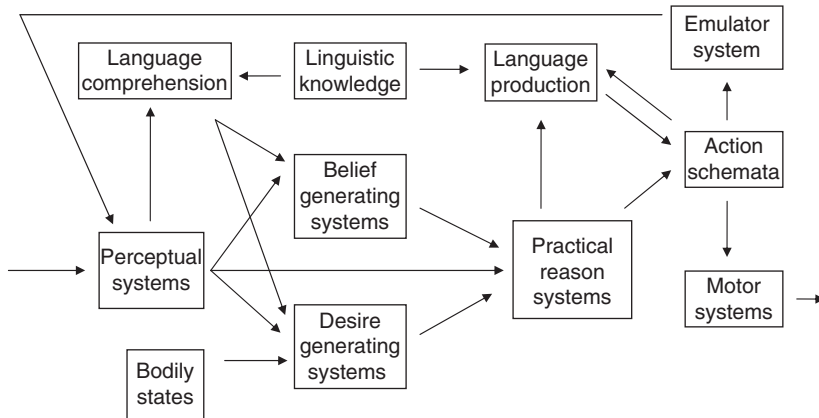 Emulator
system
Language
comprehension
Linguistic
knowledge
Language
production
Action
schemata
Belief
generating
systems
Perceptual
systems
Practical
reason
systems
Motor
systems
Desire
generating
systems
Bodily
states